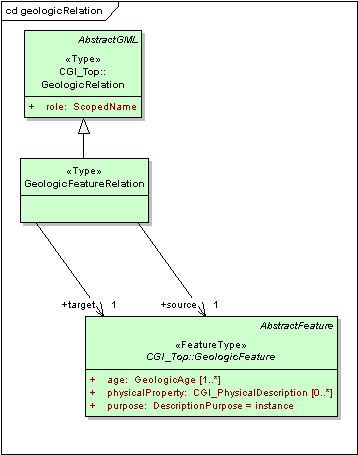 cd geologicRelation
AbstractGML
«Type»
CGI_Top::
GeologicRelation
+ role: ScopedName
«Type»
GeologicFeatureRelation
+target 1 +source 1
AbstractFeature
«FeatureType»
CGI_Top::GeologicFeature
+ age: GeologicAge [1..*]
+ physicalProperty: CGI_PhysicalDescription [0..*]
+ purpose: DescriptionPurpose = instance